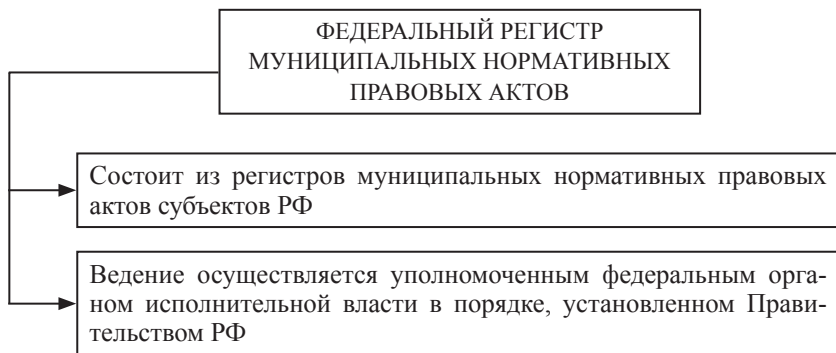 ФЕДЕРАЛЬНЫЙ РЕГИСТР
МУНИЦИПАЛЬНЫХ НОРМАТИВНЫХ
ПРАВОВЫХ АКТОВ
Состоит из регистров муниципальных нормативных правовых
актов субъектов РФ
Ведение осуществляется уполномоченным федеральным орга-
ном исполнительной власти в порядке, установленном Прави-
тельством РФ